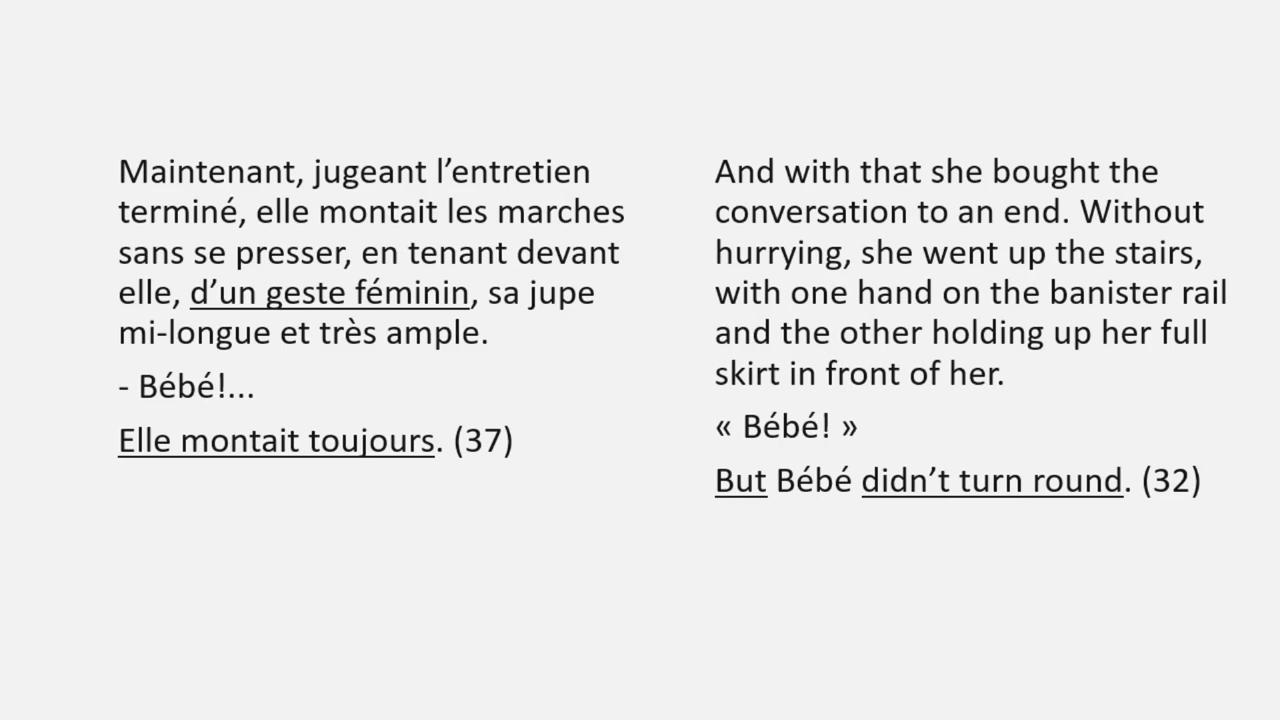 Maintenant, jugeant l’entretien
terminé, elle montait les marches
sans se presser, en tenant devant
elle, d’un geste féminin, sa jupe
mi-longue et très ample.
- Bébé!...
Elle montait toujours. (37)
And with that she bought the
conversation to an end. Without
hurrying, she went up the stairs,
with one hand on the banister rail
and the other holding up her full
skirt in front of her.
« Bébé! »
But Bébé didn’t turn round. (32)